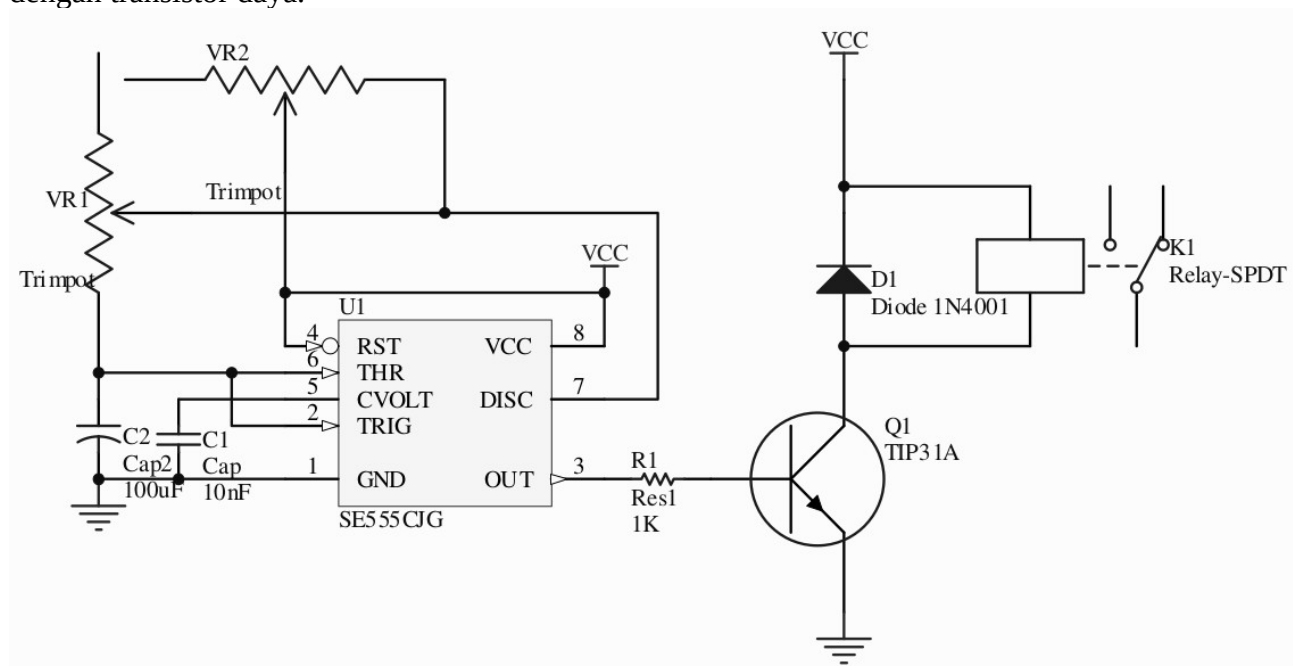 dengan transistor daya.
VCC
VR2
VR1
Trimpot
Trimpot
VCC
U1
4
RST
VCC
8
6
THR
5
CVOLT
DISC
7
2
TRIG
1
GND
OUT
3
SE555CJG
C2
Cap2
100uF
C1
Cap
10nF
R1
Res1
1K
D1
Diode 1N4001
K1
Relay-SPDT
Q1
TIP31A